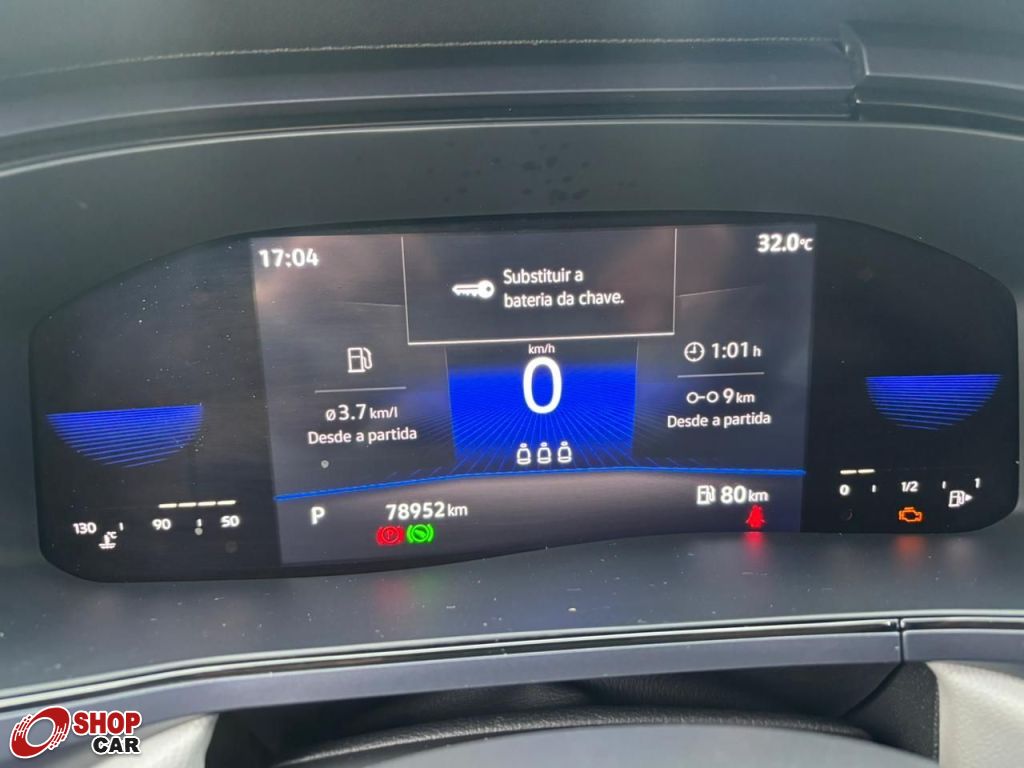 17:04
Substituir a
bateria da chave.
32.0°C
km/h
0
1:01 h
ø3.7 km/l
Desde a partida
9 km
Desde a partida
130 90 50
°C
P
78952 km
80 km
0 1/2 1
(P)
SHOP
CAR